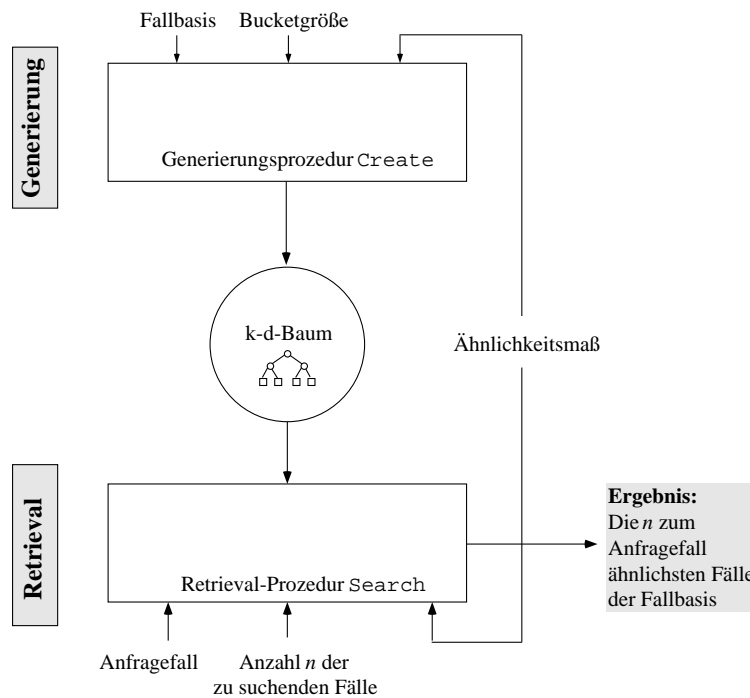 Fallbasis
Bucketgröße
Generierung
Generierungsprozedur Create
k-d-Baum
Ähnlichkeitsmaß
Retrieval
Retrieval-Prozedur Search
Ergebnis:
Die n zum
Anfragefall
ähnlichsten Fälle
der Fallbasis
Anfragefall
Anzahl n der
zu suchenden Fälle